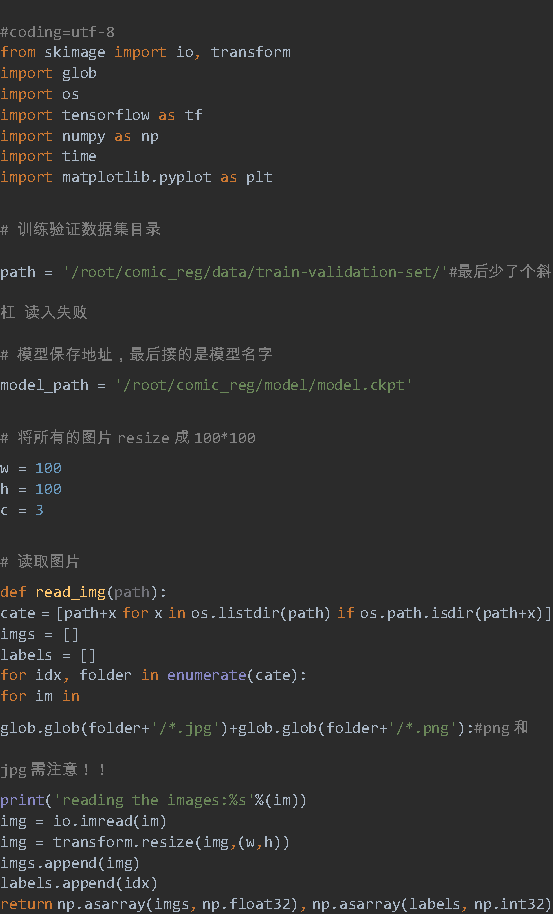 #coding=utf-8
from skimage import io, transform
import glob
import os
import tensorflow as tf
import numpy as np
import time
import matplotlib.pyplot as plt
# 训练验证数据集目录
path = '/root/comic_reg/data/train-validation-set/'#最后少了个斜
杠 读入失败
# 模型保存地址，最后接的是模型名字
model_path = '/root/comic_reg/model/model.ckpt'
# 将所有的图片 resize 成 100*100
w = 100
h = 100
c = 3
# 读取图片
def read_img(path):
cate = [path+x for x in os.listdir(path) if os.path.isdir(path+x)]
imgs = []
labels = []
for idx, folder in enumerate(cate):
for im in
glob.glob(folder+'/*.jpg')+glob.glob(folder+'/*.png'):#png 和
jpg 需注意！！
print('reading the images:%s'%(im))
img = io.imread(im)
img = transform.resize(img,(w,h))
imgs.append(img)
labels.append(idx)
return np.asarray(imgs, np.float32), np.asarray(labels, np.int32)